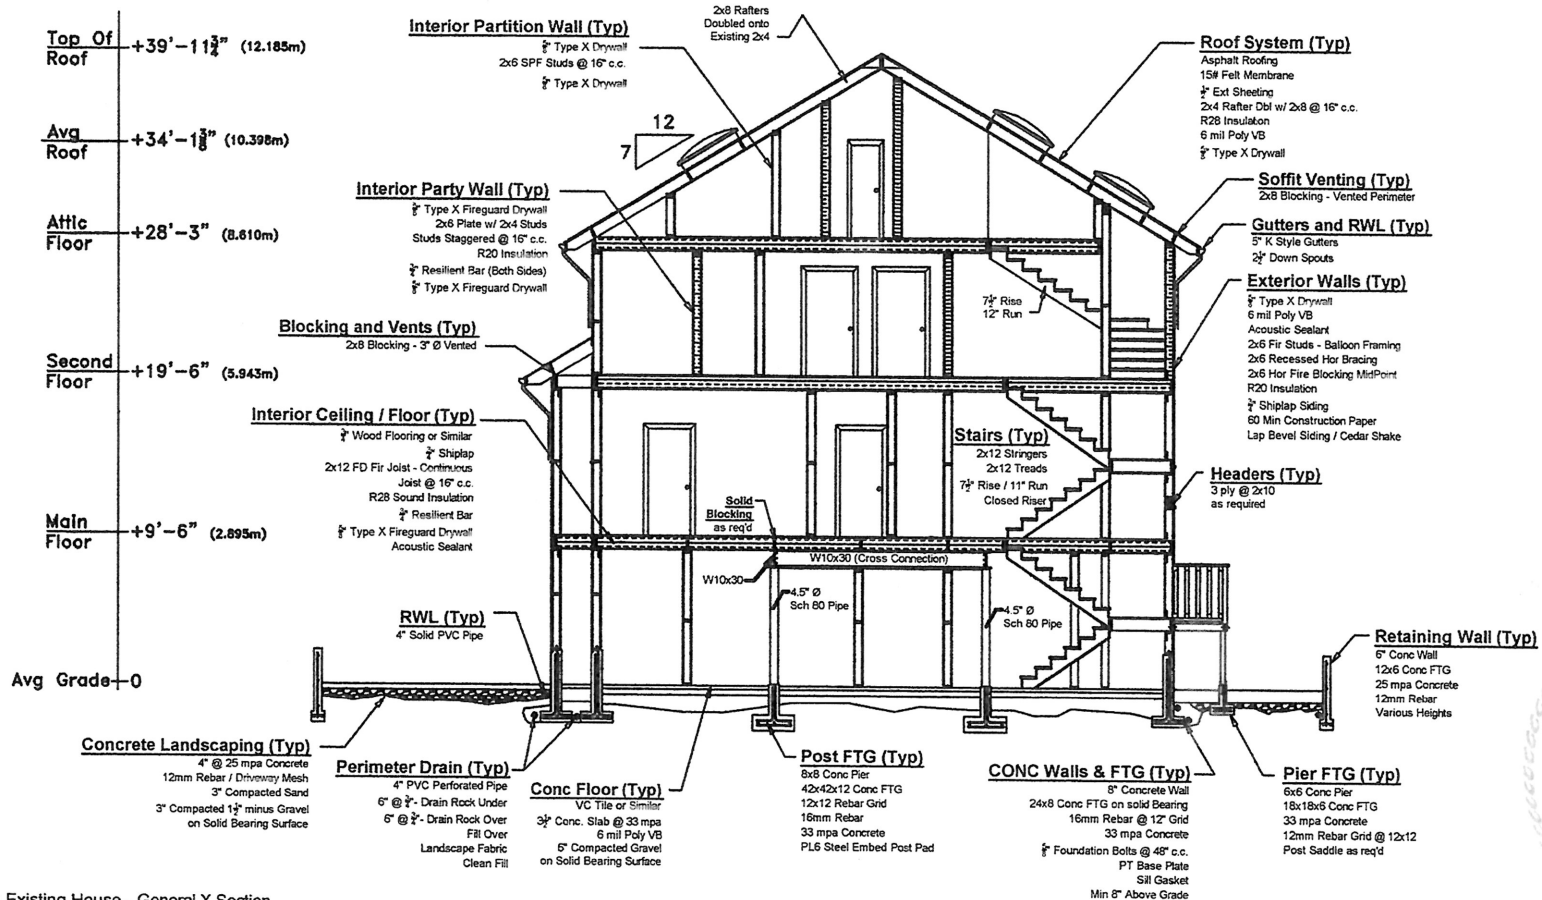 Top Of
Roof
+39'-11¾" (12.185m)
Avg
Roof
+34'-1⅜" (10.398m)
Attic
Floor
+28'-3" (8.610m)
Second
Floor
+19'-6" (5.943m)
Main
Floor
+9'-6" (2.895m)
Avg Grade 0
2x8 Rafters
Doubled onto
Existing 2x4
Interior Partition Wall (Typ)
⅝" Type X Drywall
2x6 SPF Studs @ 16" c.c.
⅝" Type X Drywall
12
7
Interior Party Wall (Typ)
⅝" Type X Fireguard Drywall
2x6 Plate w/ 2x4 Studs
Studs Staggered @ 16" c.c.
R20 Insulation
Resilient Bar (Both Sides)
⅝" Type X Fireguard Drywall
Blocking and Vents (Typ)
2x8 Blocking - 3" Ø Vented
Interior Ceiling / Floor (Typ)
¾" Wood Flooring or Similar
¾" Shiplap
2x12 FD Fir Joist - Continuous
Joist @ 16" c.c.
R28 Sound Insulation
Resilient Bar
⅝" Type X Fireguard Drywall
Acoustic Sealant
RWL (Typ)
4" Solid PVC Pipe
Roof System (Typ)
Asphalt Roofing
15# Felt Membrane
½" Ext Sheeting
2x4 Rafter Dbl w/ 2x8 @ 16" c.c.
R28 Insulaton
6 mil Poly VB
⅝" Type X Drywall
Soffit Venting (Typ)
2x8 Blocking - Vented Perimeter
Gutters and RWL (Typ)
5" K Style Gutters
2½" Down Spouts
Exterior Walls (Typ)
⅝" Type X Drywall
6 mil Poly VB
Acoustic Sealant
2x6 Fir Studs - Balloon Framing
2x6 Recessed Hor Bracing
2x6 Hor Fire Blocking MidPoint
R20 Insulation
¾" Shiplap Siding
60 Min Construction Paper
Lap Bevel Siding / Cedar Shake
7½" Rise
12" Run
Stairs (Typ)
2x12 Stringers
2x12 Treads
7½" Rise / 11" Run
Closed Riser
Headers (Typ)
3 ply @ 2x10
as required
Solid
Blocking
as req'd
W10x30 (Cross Connection)
W10x30
4.5" Ø
Sch 80 Pipe
4.5" Ø
Sch 80 Pipe
Retaining Wall (Typ)
6" Conc Wall
12x6 Conc FTG
25 mpa Concrete
12mm Rebar
Various Heights
Concrete Landscaping (Typ)
4" @ 25 mpa Concrete
12mm Rebar / Driveway Mesh
3" Compacted Sand
3" Compacted 1½" minus Gravel
on Solid Bearing Surface
Perimeter Drain (Typ)
4" PVC Perforated Pipe
6" @ ¾"- Drain Rock Under
6" @ ¾"- Drain Rock Over
Fill Over
Landscape Fabric
Clean Fill
Conc Floor (Typ)
VC Tile or Similar
3½" Conc. Slab @ 33 mpa
6 mil Poly VB
6" Compacted Gravel
on Solid Bearing Surface
Post FTG (Typ)
8x8 Conc Pier
42x42x12 Conc FTG
12x12 Rebar Grid
16mm Rebar
33 mpa Concrete
PL6 Steel Embed Post Pad
CONC Walls & FTG (Typ)
8" Concrete Wall
24x8 Conc FTG on solid Bearing
16mm Rebar @ 12" Grid
33 mpa Concrete
⅝" Foundation Bolts @ 48" c.c.
PT Base Plate
Sill Gasket
Min 8" Above Grade
Pier FTG (Typ)
6x6 Conc Pier
18x18x6 Conc FTG
33 mpa Concrete
12mm Rebar Grid @ 12x12
Post Saddle as req'd
Existing House - General X Section